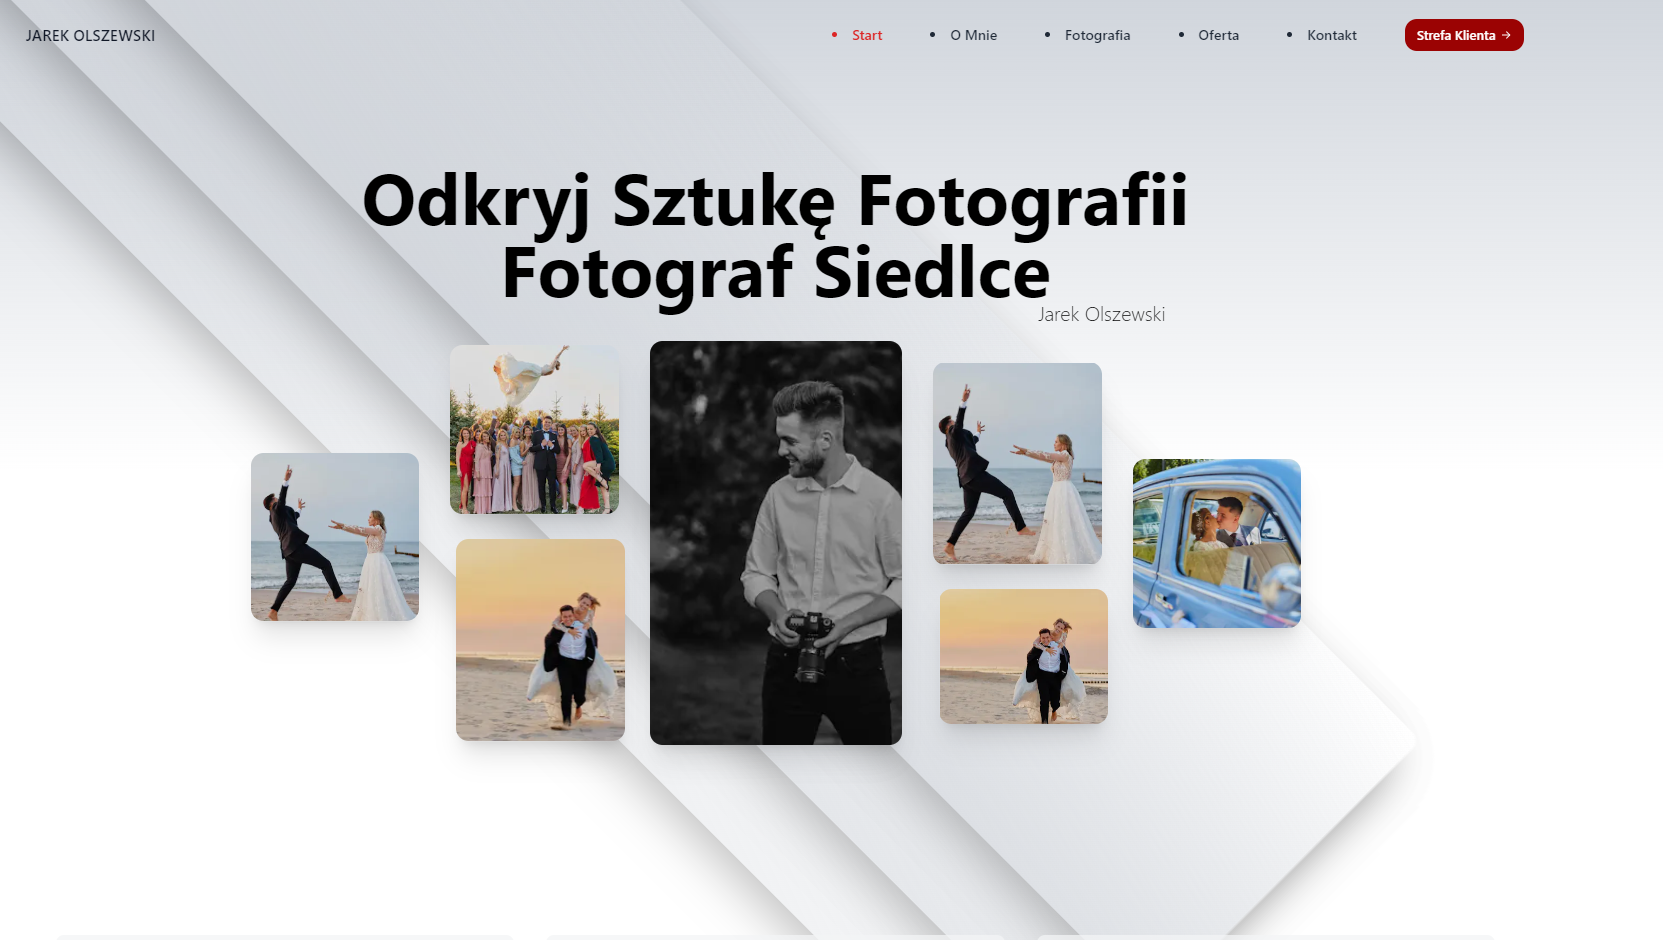 JAREK OLSZEWSKI
Start
O Mnie
Fotografia
Oferta
Kontakt
Strefa Klienta →
Odkryj Sztukę Fotografii
Fotograf Siedlce
Jarek Olszewski